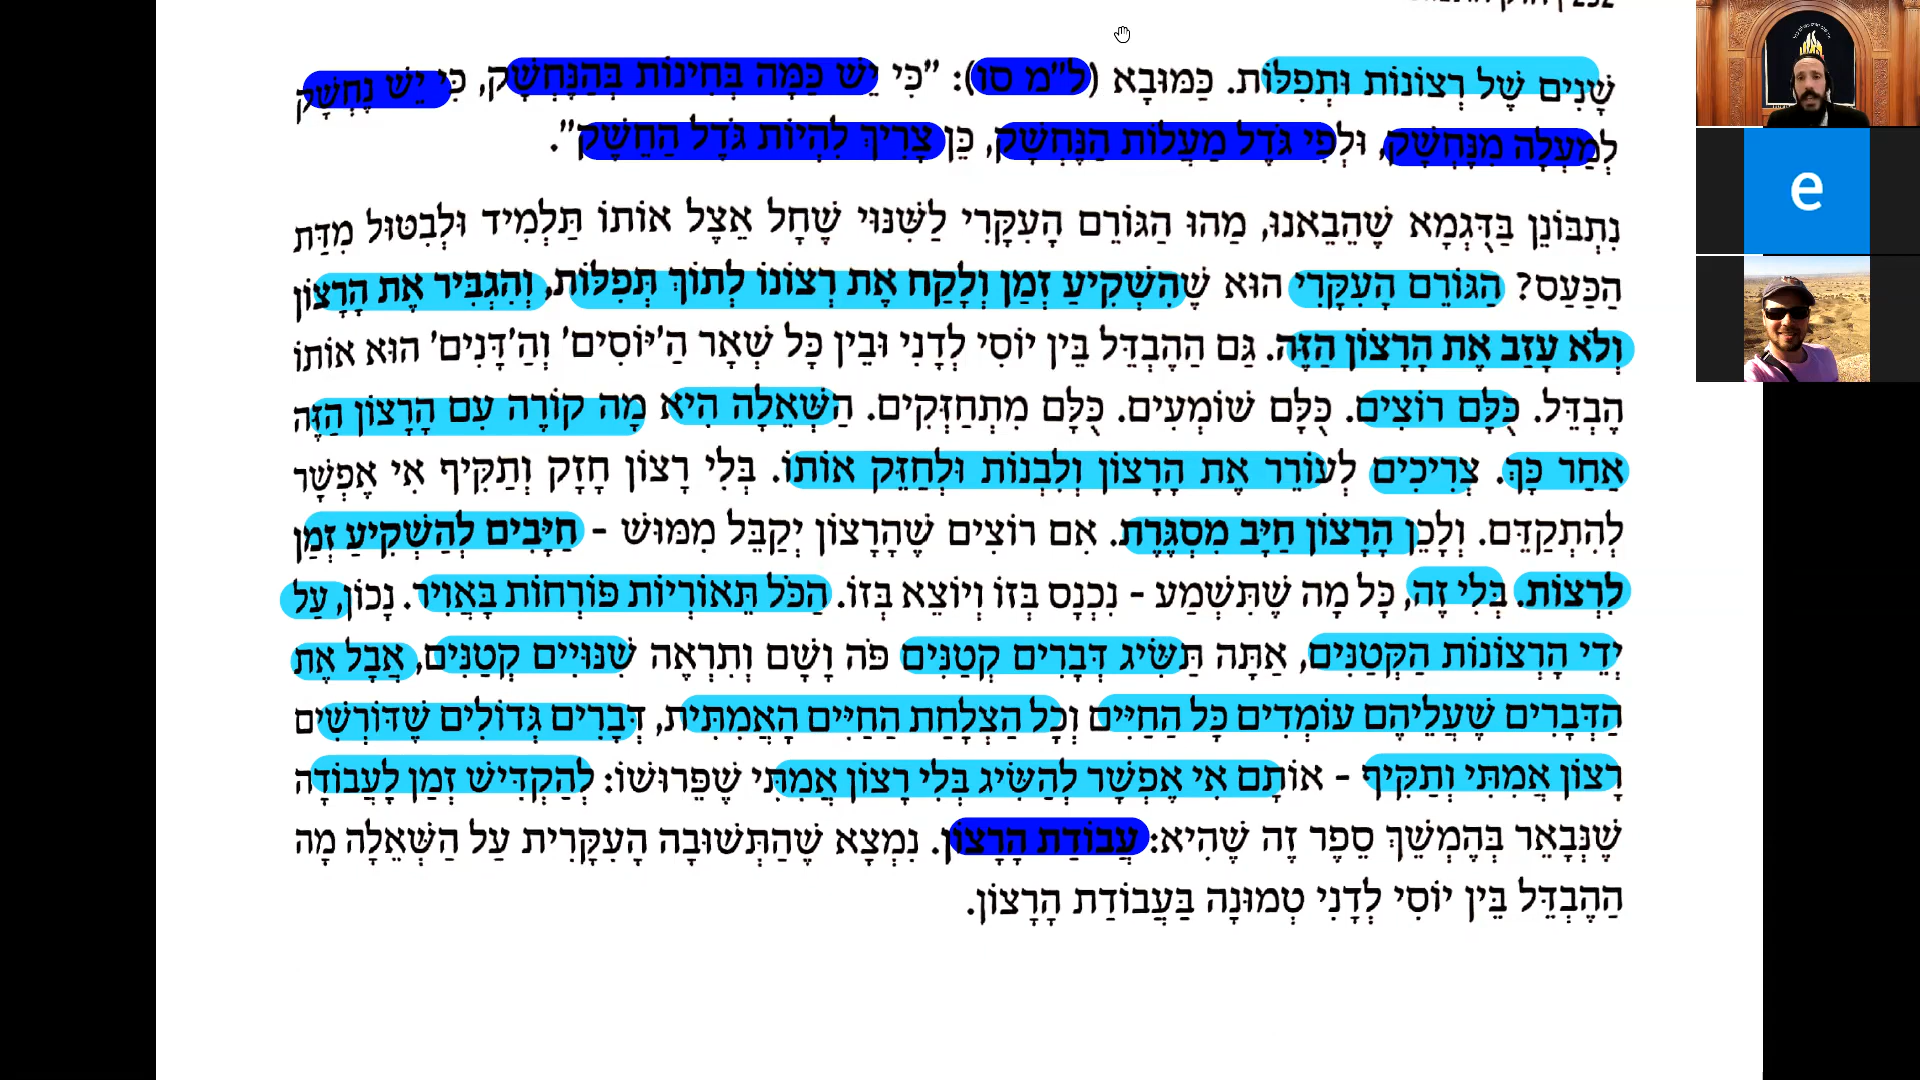 שָׁנִים שֶׁל רְצוֹנוֹת וּתְפִלּוֹת. כַּמּוּבָא (ל"מ סו): "כִּי יֵשׁ כַּמָּה בְּחִינוֹת בְּהַנֶּחְשָׁק, כִּי יֵשׁ נֶחְשָׁק
לְמַעְלָה מִנֶּחְשָׁק, וּלְפִי גֹּדֶל מַעֲלוֹת הַנֶּחְשָׁק, כֵּן צָרִיךְ לִהְיוֹת גֹּדֶל הַחֵשֶׁק".
נִתְבּוֹנֵן בַּדֻּגְמָא שֶׁהֵבֵאנוּ, מַהוּ הַגּוֹרֵם הָעִקָּרִי לַשִּׁנּוּי שֶׁחָל אֵצֶל אוֹתוֹ תַּלְמִיד וּלְבִטּוּל מִדַּת
הַכַּעַס? הַגּוֹרֵם הָעִקָּרִי הוּא שֶׁהִשְׁקִיעַ זְמַן וְלָקַח אֶת רְצוֹנוֹ לְתוֹךְ תְּפִלּוֹת, וְהִגְבִּיר אֶת הָרָצוֹן
וְלֹא עָזַב אֶת הָרָצוֹן הַזֶּה. גַּם הַהֶבְדֵּל בֵּין יוֹסִי לְדָנִי וּבֵין כָּל שְׁאָר הַ'יּוֹסִים' וְהַ'דָּנִים' הוּא אוֹתוֹ
הֶבְדֵּל. כֻּלָּם רוֹצִים. כֻּלָּם שׁוֹמְעִים. כֻּלָּם מִתְחַזְּקִים. הַשְּׁאֵלָה הִיא מָה קוֹרֶה עִם הָרָצוֹן הַזֶּה
אַחַר כָּךְ. צְרִיכִים לְעוֹרֵר אֶת הָרָצוֹן וְלִבְנוֹת וּלְחַזֵּק אוֹתוֹ. בְּלִי רָצוֹן חָזָק וְתַקִּיף אִי אֶפְשָׁר
לְהִתְקַדֵּם. וְלָכֵן הָרָצוֹן חַיָּב מִסְגֶּרֶת. אִם רוֹצִים שֶׁהָרָצוֹן יְקַבֵּל מִמּוּשׁ - חַיָּבִים לְהַשְׁקִיעַ זְמַן
לִרְצוֹת. בְּלִי זֶה, כָּל מָה שֶׁתִּשְׁמַע - נִכְנָס בְּזוֹ וְיוֹצֵא בְּזוֹ. הַכֹּל תֵּאוֹרְיוֹת פּוֹרְחוֹת בָּאֲוִיר. נָכוֹן, עַל
יְדֵי הָרְצוֹנוֹת הַקְּטַנִּים, אַתָּה תַּשִּׂיג דְּבָרִים קְטַנִּים פֹּה וָשָׁם וְתִרְאֶה שִׁנּוּיִים קְטַנִּים, אֲבָל אֶת
הַדְּבָרִים שֶׁעֲלֵיהֶם עוֹמְדִים כָּל הַחַיִּים וְכָל הַצְלָחַת הַחַיִּים הָאֲמִתִּית, דְּבָרִים גְּדוֹלִים שֶׁדּוֹרְשִׁים
רָצוֹן אֲמִתִּי וְתַקִּיף - אוֹתָם אִי אֶפְשָׁר לְהַשִּׂיג בְּלִי רָצוֹן אֲמִתִּי שֶׁפֵּרוּשׁוֹ: לְהַקְדִּישׁ זְמַן לָעֲבוֹדָה
שֶׁנְּבָאֵר בְּהֶמְשֵׁךְ סֵפֶר זֶה שֶׁהִיא: עֲבוֹדַת הָרָצוֹן. נִמְצָא שֶׁהַתְּשׁוּבָה הָעִקָּרִית עַל הַשְּׁאֵלָה מָה
הַהֶבְדֵּל בֵּין יוֹסִי לְדָנִי טְמוּנָה בַּעֲבוֹדַת הָרָצוֹן.
e